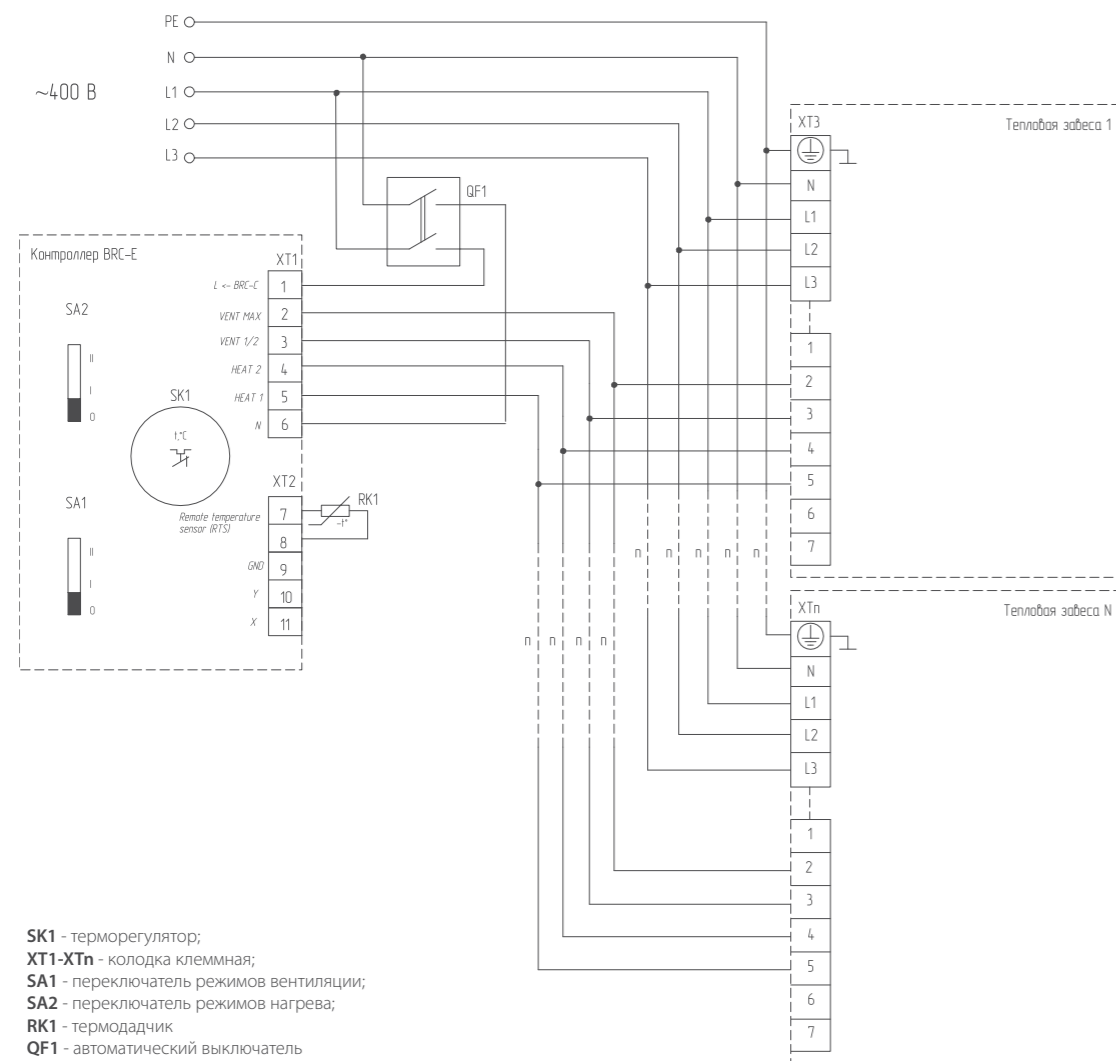 PE
N
~400 В
L1
L2
L3
QF1
XT3
Тепловая завеса 1
N
L1
L2
L3
1
2
3
4
5
6
7
Контроллер BRC-E
XT1
L <- BRC-C 1
VENT MAX 2
VENT 1/2 3
HEAT 2 4
HEAT 1 5
N 6
SA2
II
I
0
SK1
t,°C
SA1
II
I
0
XT2
Remote temperature
sensor (RTS)
7
8
GND 9
Y 10
X 11
RK1
-t°
п п п п п
п п п п
XTn
Тепловая завеса N
N
L1
L2
L3
1
2
3
4
5
6
7
SK1 - терморегулятор;
XT1-XTn - колодка клеммная;
SA1 - переключатель режимов вентиляции;
SA2 - переключатель режимов нагрева;
RK1 - термодадчик
QF1 - автоматический выключатель